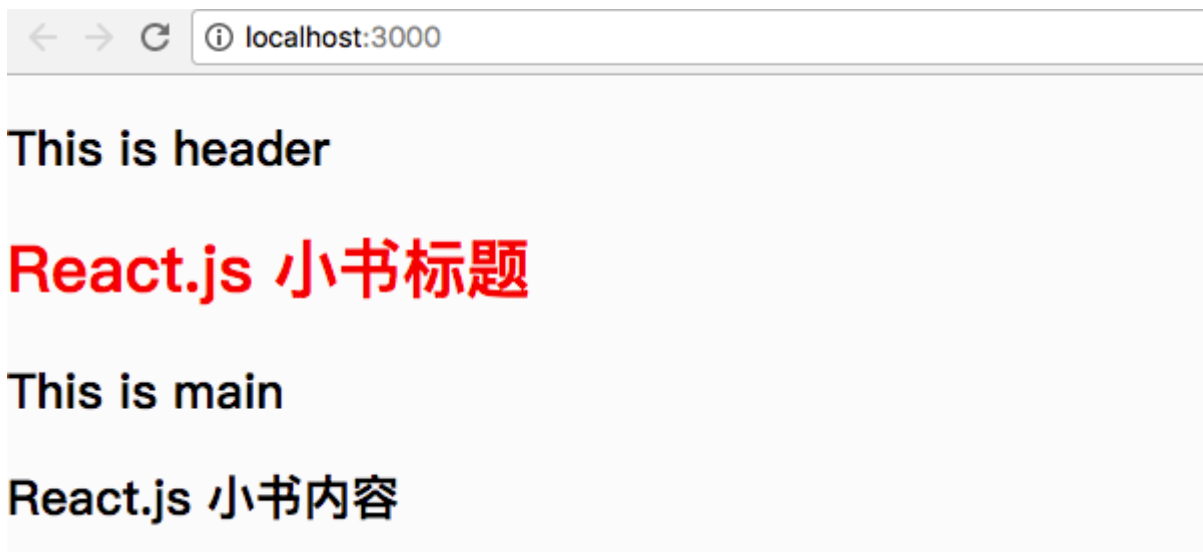 localhost:3000
This is header
React.js 小书标题
This is main
React.js 小书内容